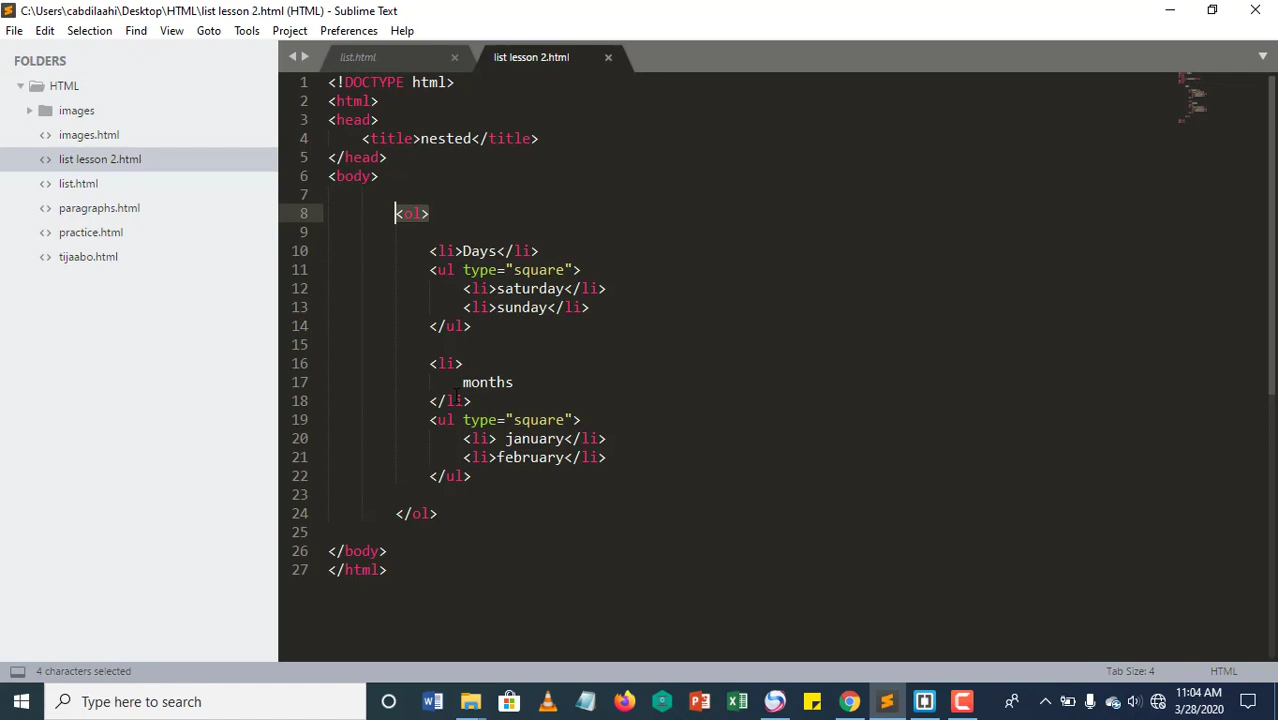 C:\Users\cabdilaahi\Desktop\HTML\list lesson 2.html (HTML) - Sublime Text
File Edit Selection Find View Goto Tools Project Preferences Help
FOLDERS
HTML
images
images.html
list lesson 2.html
list.html
paragraphs.html
practice.html
tijaabo.html
list.html list lesson 2.html
1 <!DOCTYPE html>
2 <html>
3 <head>
4 <title>nested</title>
5 </head>
6 <body>
7
8 <ol>
9
10 <li>Days</li>
11 <ul type="square">
12 <li>saturday</li>
13 <li>sunday</li>
14 </ul>
15
16 <li>
17 months
18 </li>
19 <ul type="square">
20 <li> january</li>
21 <li>february</li>
22 </ul>
23
24 </ol>
25
26 </body>
27 </html>
4 characters selected Tab Size: 4 HTML
Type here to search
11:04 AM
3/28/2020